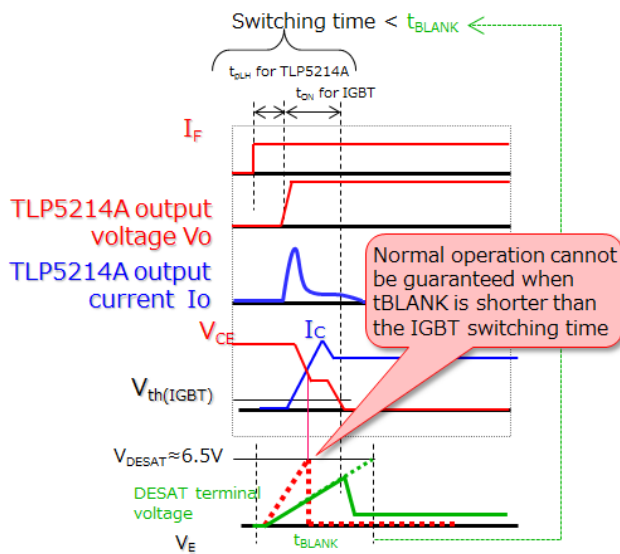 Switching time < tBLANK
tpLH for TLP5214A
tON for IGBT
IF
TLP5214A output
voltage Vo
TLP5214A output
current Io
Normal operation cannot
be guaranteed when
tBLANK is shorter than
the IGBT switching time
VCE
Ic
Vth(IGBT)
VDESAT≈6.5V
DESAT terminal
voltage
VE
tBLANK